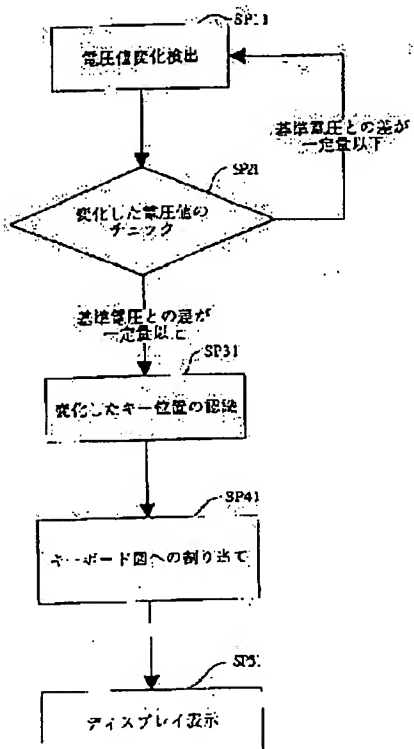 SP11
電圧値変化検出
基準電圧との差が
一定量以下
SP21
変化した電圧値の
チェック
基準電圧との差が
一定量以上
SP31
変化したキー位置の認識
SP41
キーボード図への割り当て
SP51
ディスプレイ表示